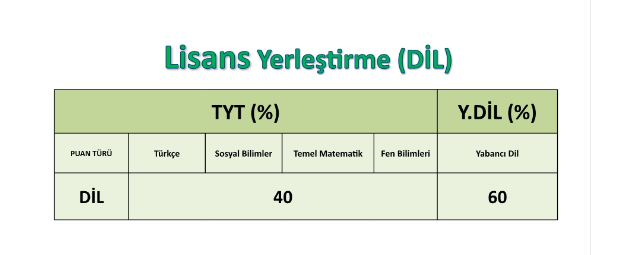 Lisans Yerleştirme (DİL)
TYT (%) Y.DİL (%)
PUAN TÜRÜ Türkçe Sosyal Bilimler Temel Matematik Fen Bilimleri Yabancı Dil
DİL 40 60